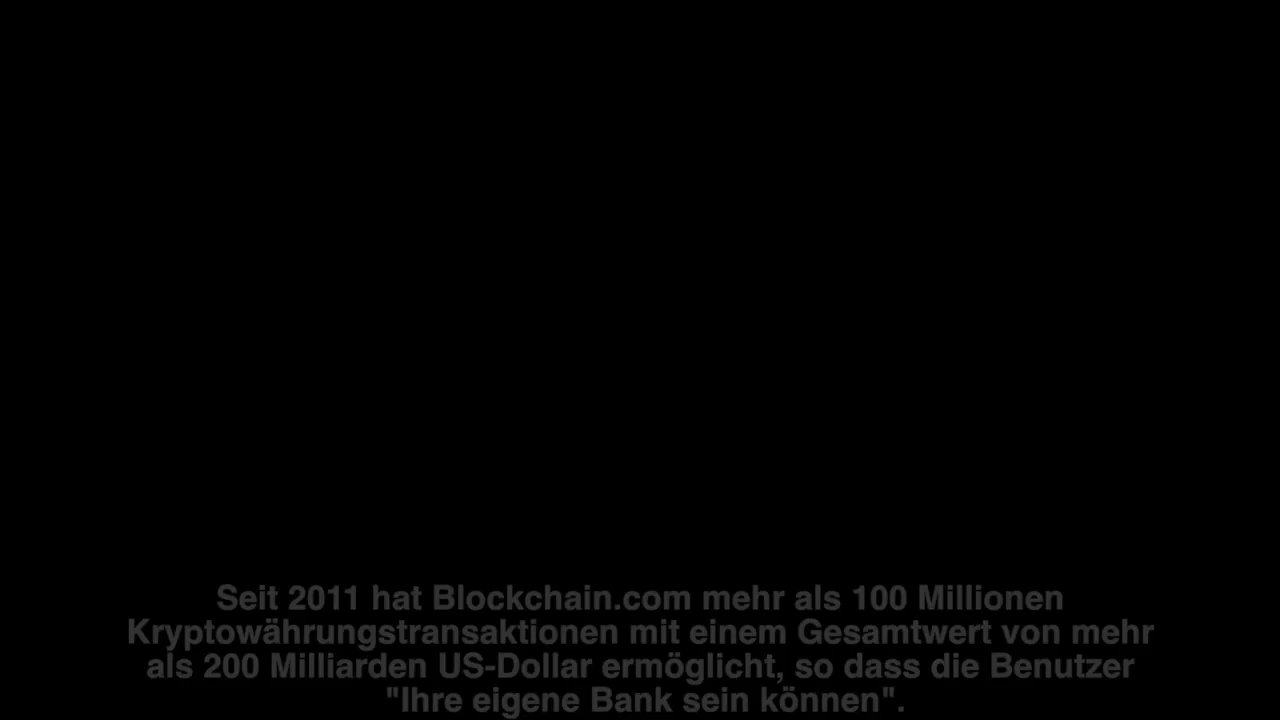 Seit 2011 hat Blockchain.com mehr als 100 Millionen
Kryptowährungstransaktionen mit einem Gesamtwert von mehr
als 200 Milliarden US-Dollar ermöglicht, so dass die Benutzer
"Ihre eigene Bank sein können".